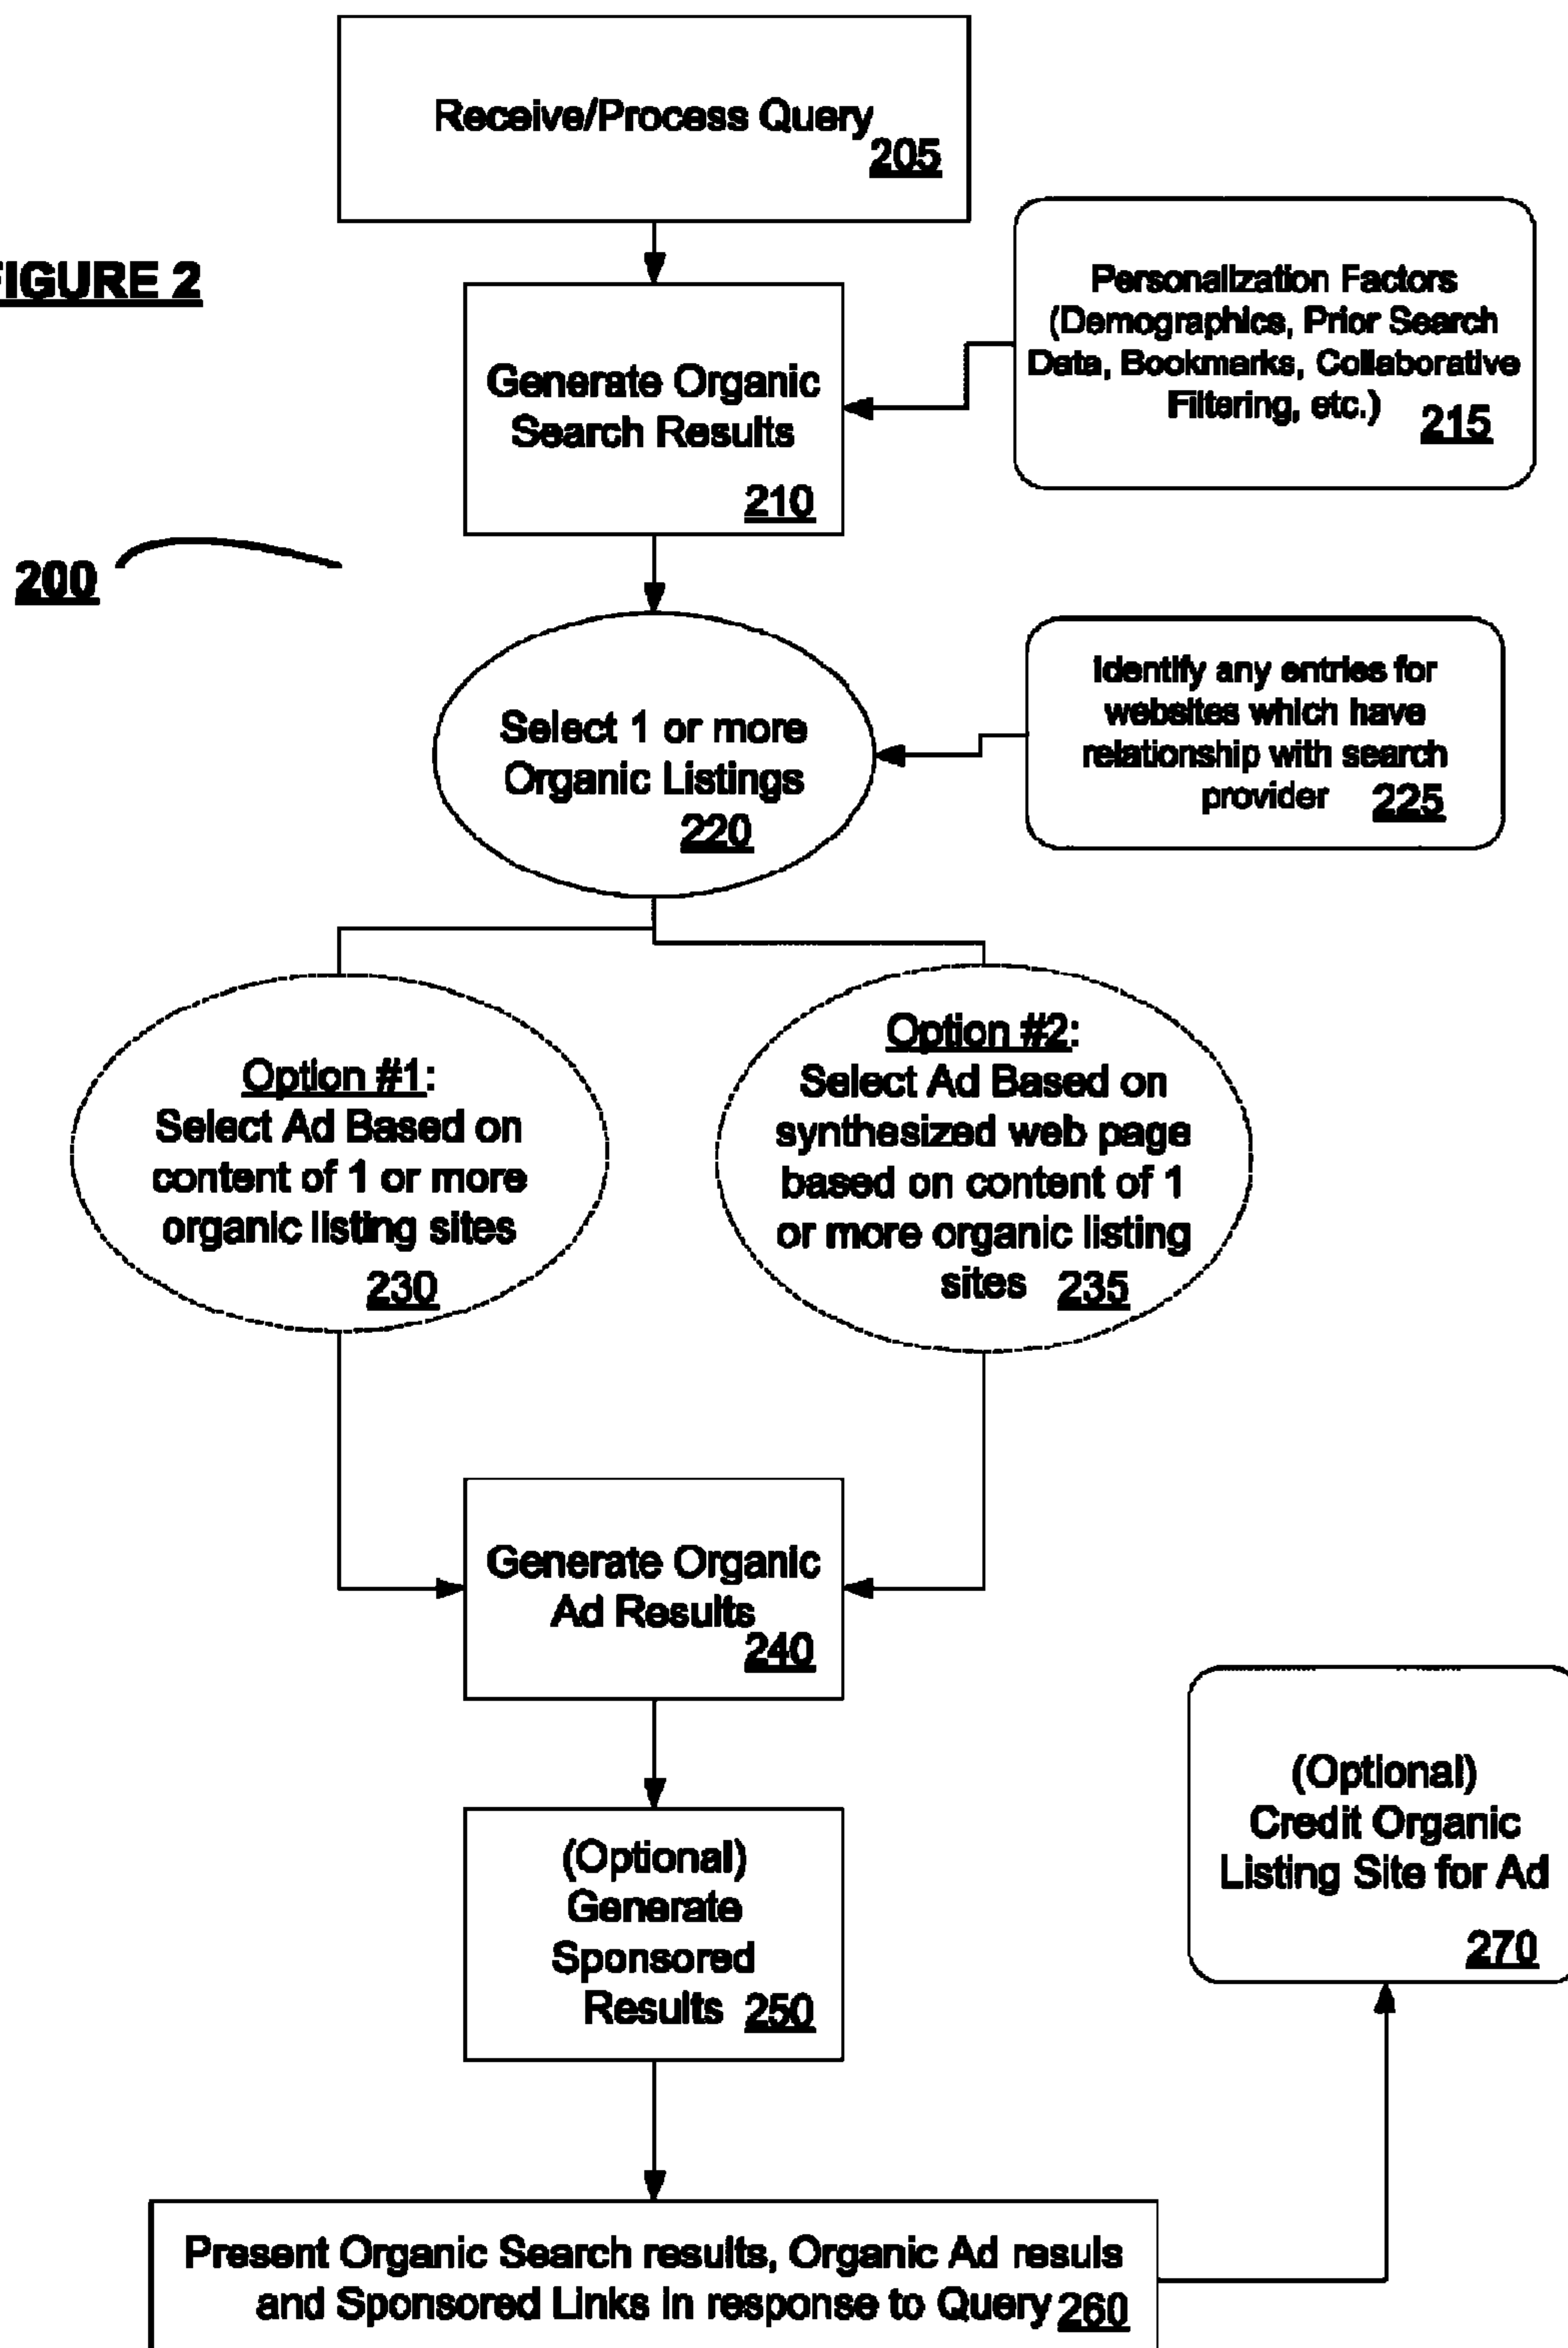 Receive/Process Query
205
FIGURE 2
Personalization Factors
(Demographics, Prior Search
Data, Bookmarks, Collaborative
Filtering, etc.) 215
Generate Organic
Search Results
210
200
Select 1 or more
Organic Listings
220
Identify any entries for
websites which have
relationship with search
provider 225
Option #1:
Select Ad Based on
content of 1 or more
organic listing sites
230
Option #2:
Select Ad Based on
synthesized web page
based on content of 1
or more organic listing
sites 235
Generate Organic
Ad Results
240
(Optional)
Generate
Sponsored
Results 250
(Optional)
Credit Organic
Listing Site for Ad
270
Present Organic Search results, Organic Ad resuls
and Sponsored Links in response to Query 260